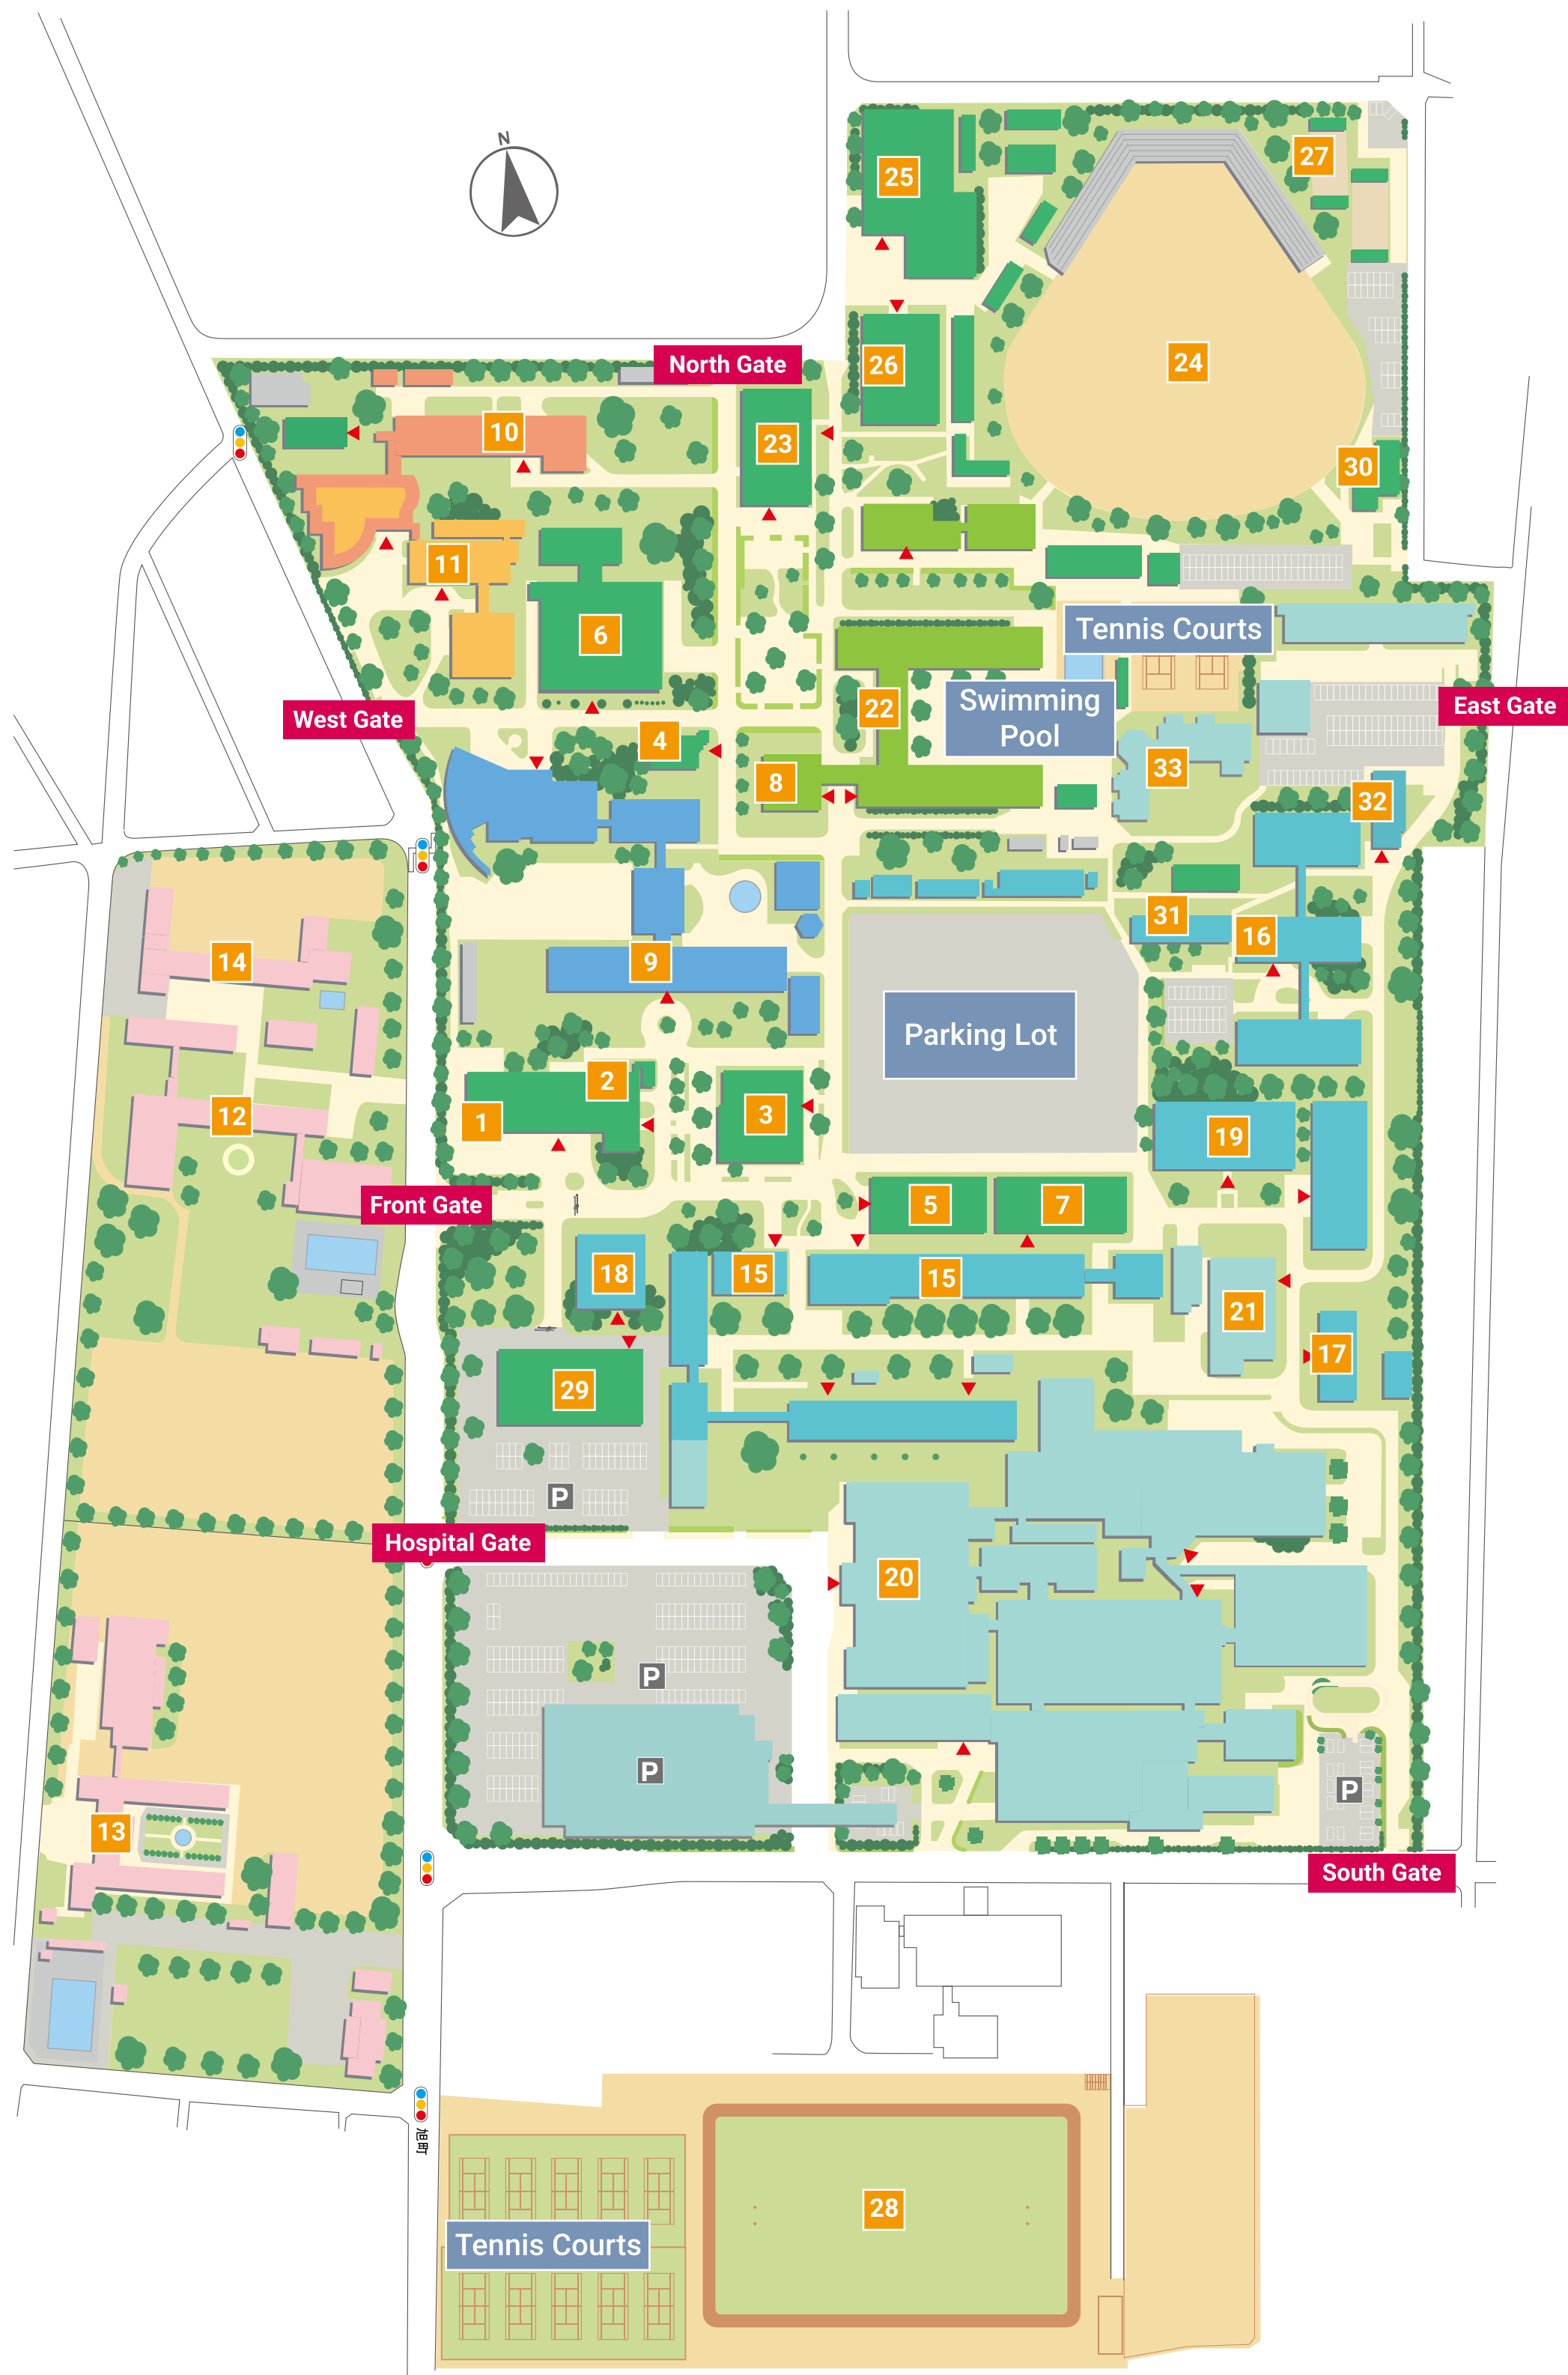 N
25
27
North Gate
26
24
10
23
30
11
6
Tennis Courts
West Gate
4
22
Swimming
Pool
East Gate
8
33
32
14
9
31
16
Parking Lot
12
1
2
3
19
Front Gate
5
7
18
15
15
21
17
29
P
Hospital Gate
20
P
P
P
13
South Gate
旭町
28
Tennis Courts